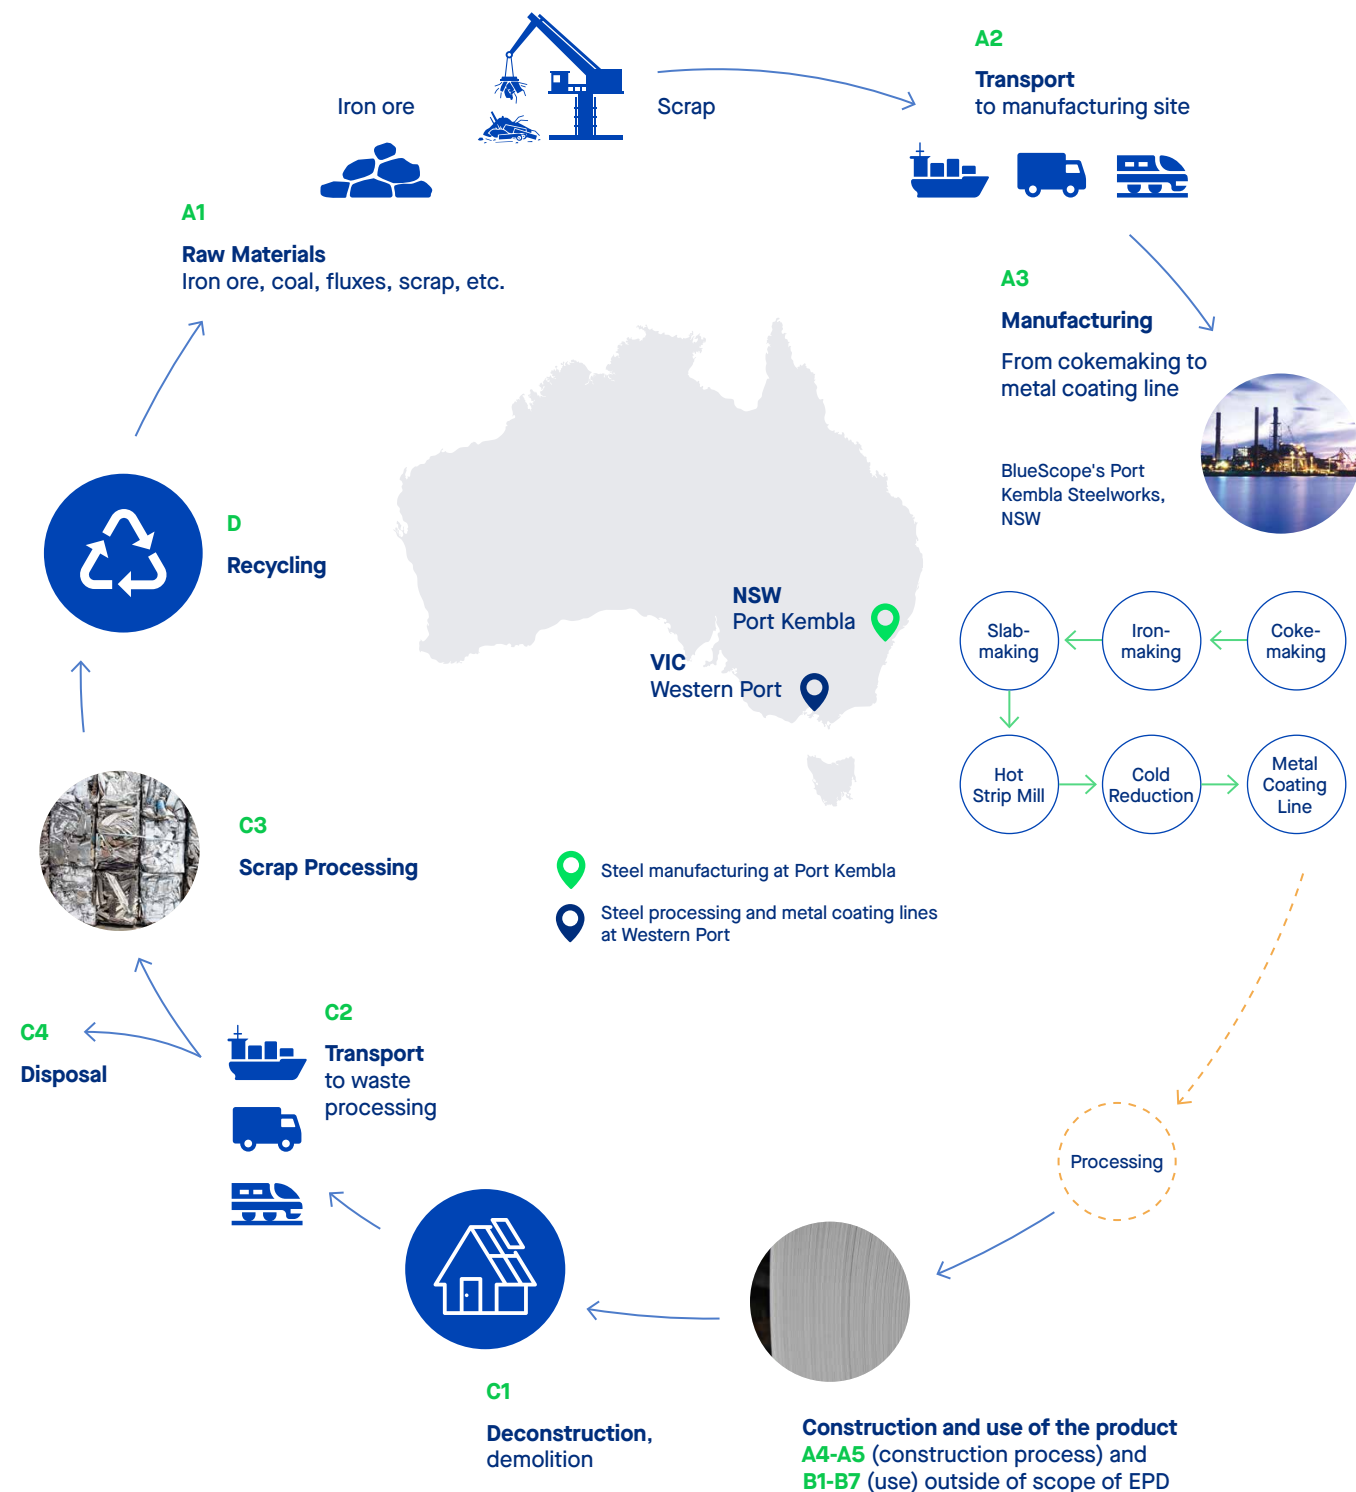 Iron ore
Scrap
A2
Transport
to manufacturing site
A1
Raw Materials
Iron ore, coal, fluxes, scrap, etc.
A3
Manufacturing
From cokemaking to
metal coating line
BlueScope's Port
Kembla Steelworks,
NSW
D
Recycling
NSW
Port Kembla
VIC
Western Port
Coke-
making
Iron-
making
Slab-
making
Hot
Strip Mill
Cold
Reduction
Metal
Coating
Line
Steel manufacturing at Port Kembla
Steel processing and metal coating lines
at Western Port
Processing
Construction and use of the product
A4-A5 (construction process) and
B1-B7 (use) outside of scope of EPD
C1
Deconstruction,
demolition
C2
Transport
to waste
processing
C4
Disposal
C3
Scrap Processing